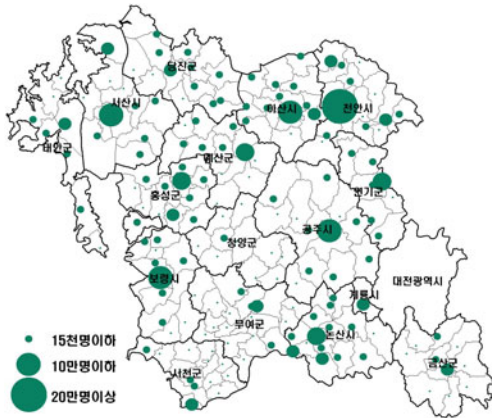 당진군
서산시
아산시
천안시
태안군
예산군
연기군
홍성군
공주시
청양군
보령시
대전광역시
계룡시
부여군
논산시
서천군
금산군
15천명이하
10만명이하
20만명이상